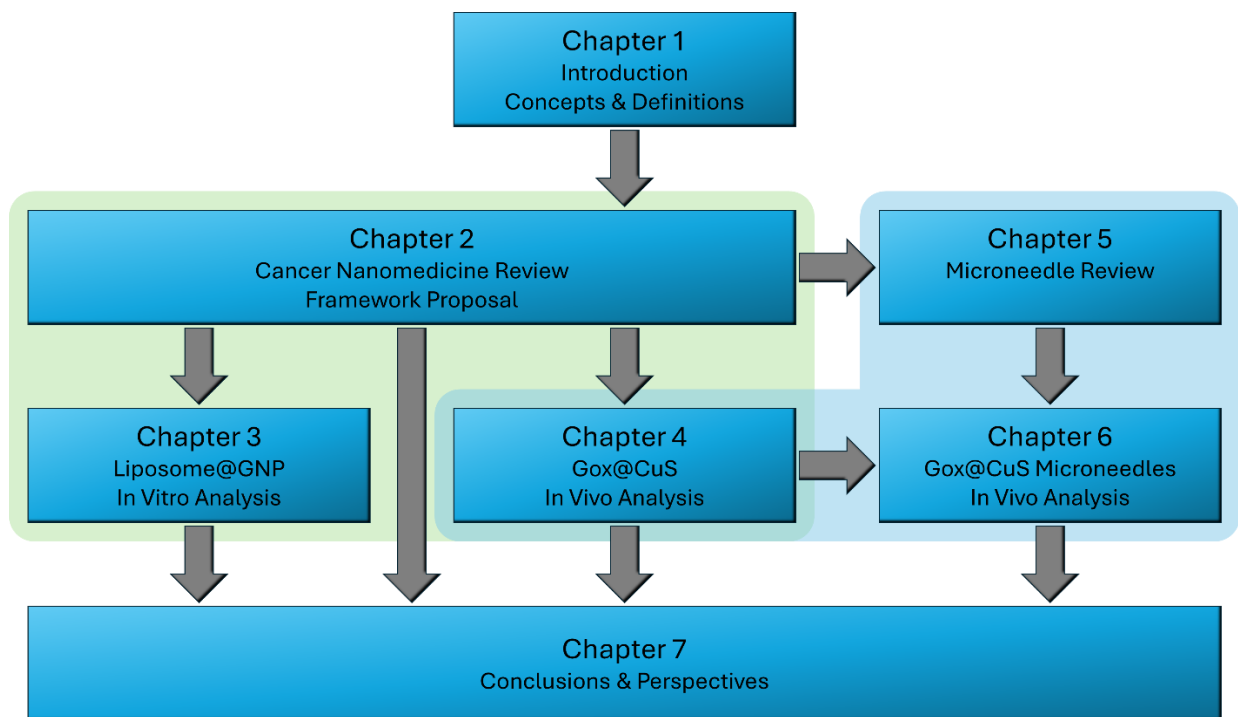 Chapter 1
Introduction
Concepts & Definitions
Chapter 2
Cancer Nanomedicine Review
Framework Proposal
Chapter 5
Microneedle Review
Chapter 3
Liposome@GNP
In Vitro Analysis
Chapter 4
Gox@CuS
In Vivo Analysis
Chapter 6
Gox@CuS Microneedles
In Vivo Analysis
Chapter 7
Conclusions & Perspectives